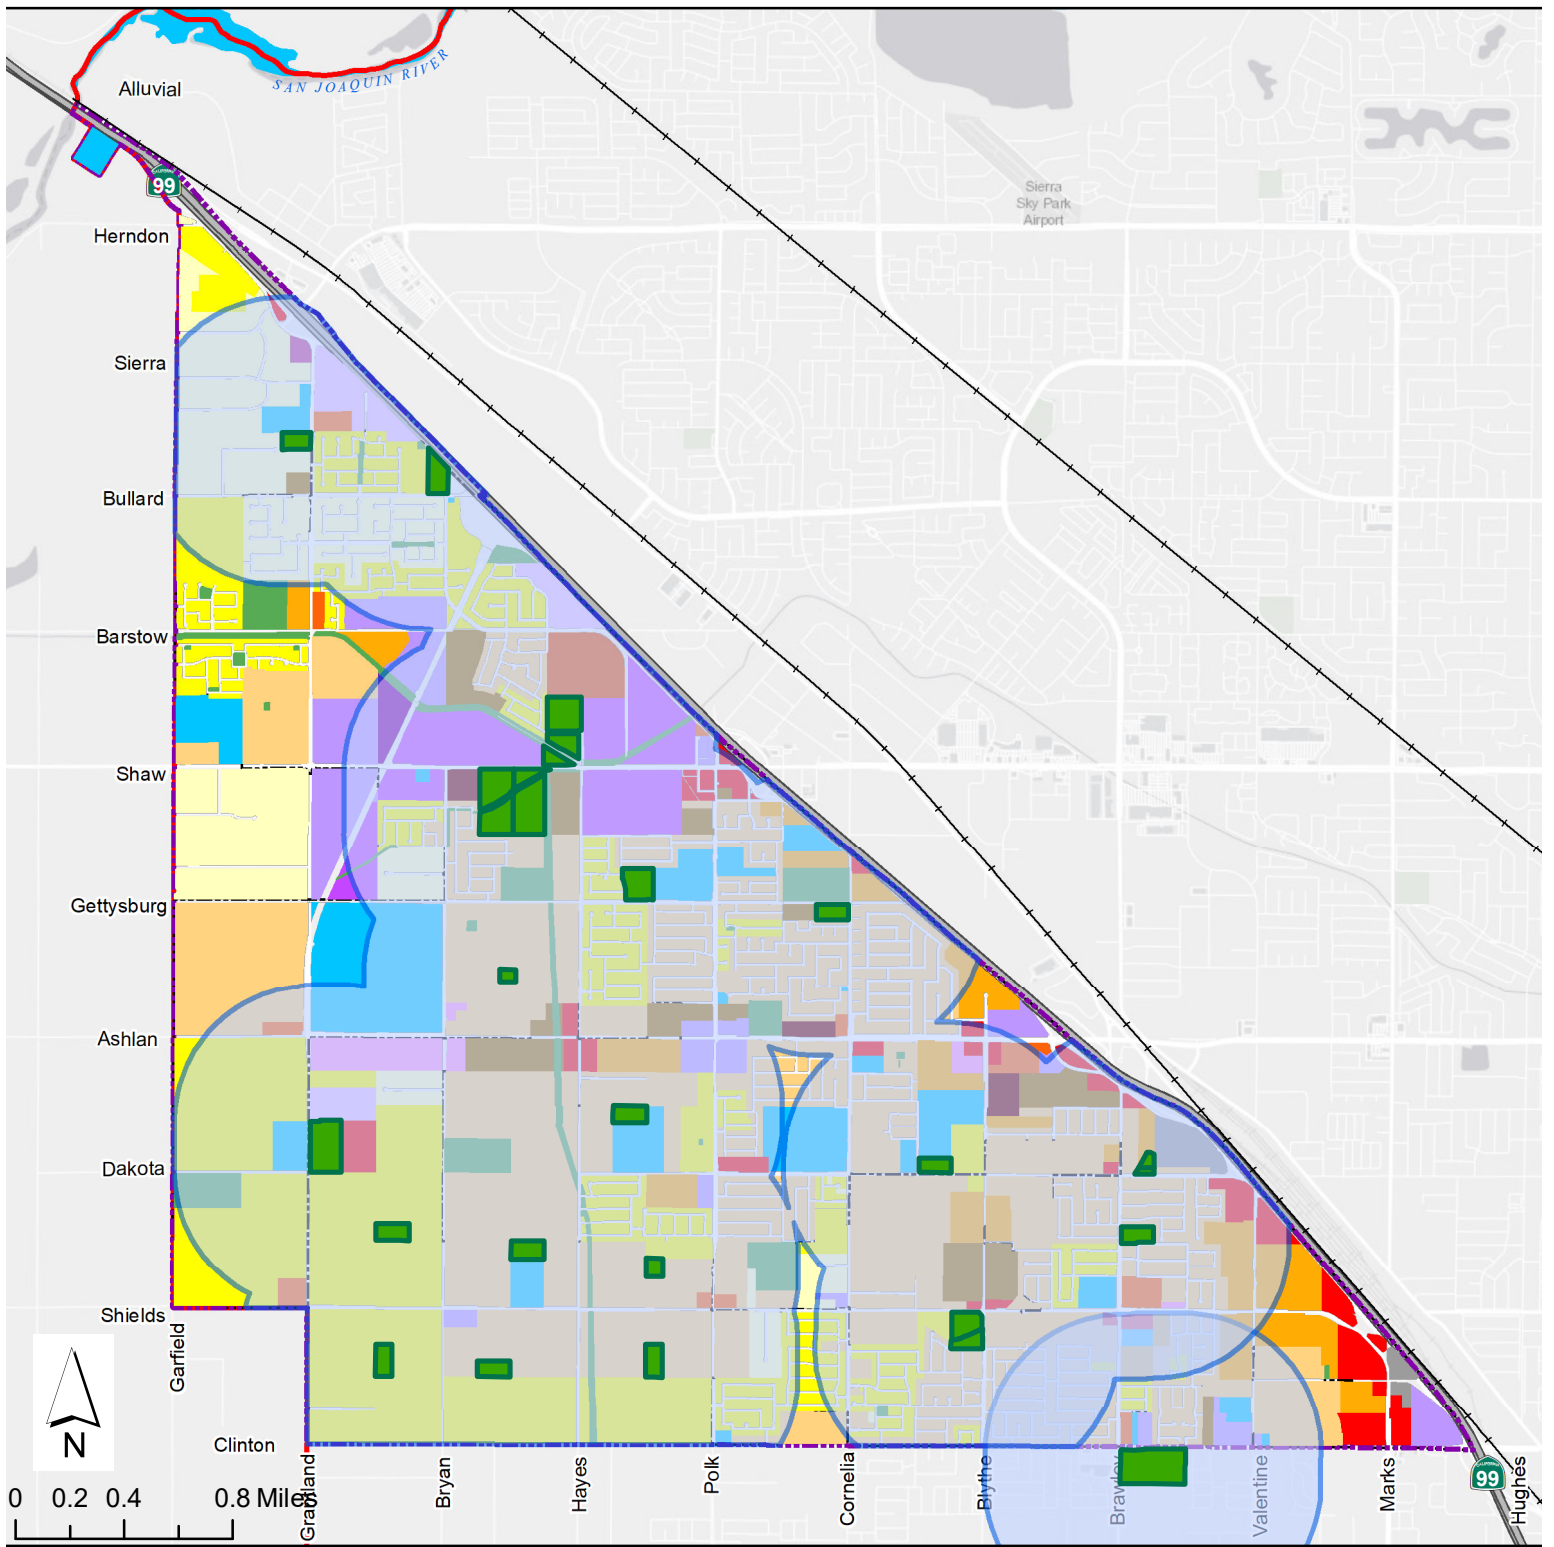 SAN JOAQUIN RIVER
Alluvial
CALIFORNIA
99
Sierra
Sky Park
Airport
Herndon
Sierra
Bullard
Barstow
Shaw
Gettysburg
Ashlan
Dakota
Shields
Garfield
N
Clinton
0 0.2 0.4 0.8 Miles
Grantland
Bryan
Hayes
Polk
Cornelia
Blythe
Brawley
Valentine
Marks
CALIFORNIA
99
Hughes